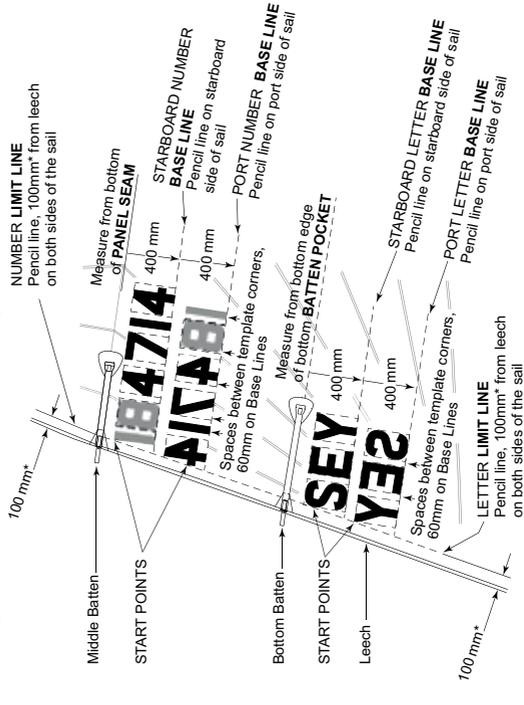 NUMBER LIMIT LINE
Pencil line, 100mm* from leech
on both sides of the sail
100 mm*
Middle Batten
START POINTS
Measure from bottom
of PANEL SEAM
184714
400 mm
STARBOARD NUMBER
BASE LINE
Pencil line on starboard
side of sail
417481
400 mm
PORT NUMBER BASE LINE
Pencil line on port side of sail
Spaces between template corners,
60mm on Base Lines
Bottom Batten
START POINTS
Leech
Measure from bottom edge
of bottom BATTEN POCKET
SEY
400 mm
STARBOARD LETTER BASE LINE
Pencil line on starboard side of sail
YES
400 mm
PORT LETTER BASE LINE
Pencil line on port side of sail
Spaces between template corners,
60mm on Base Lines
LETTER LIMIT LINE
Pencil line, 100mm* from leech
on both sides of the sail
100 mm*